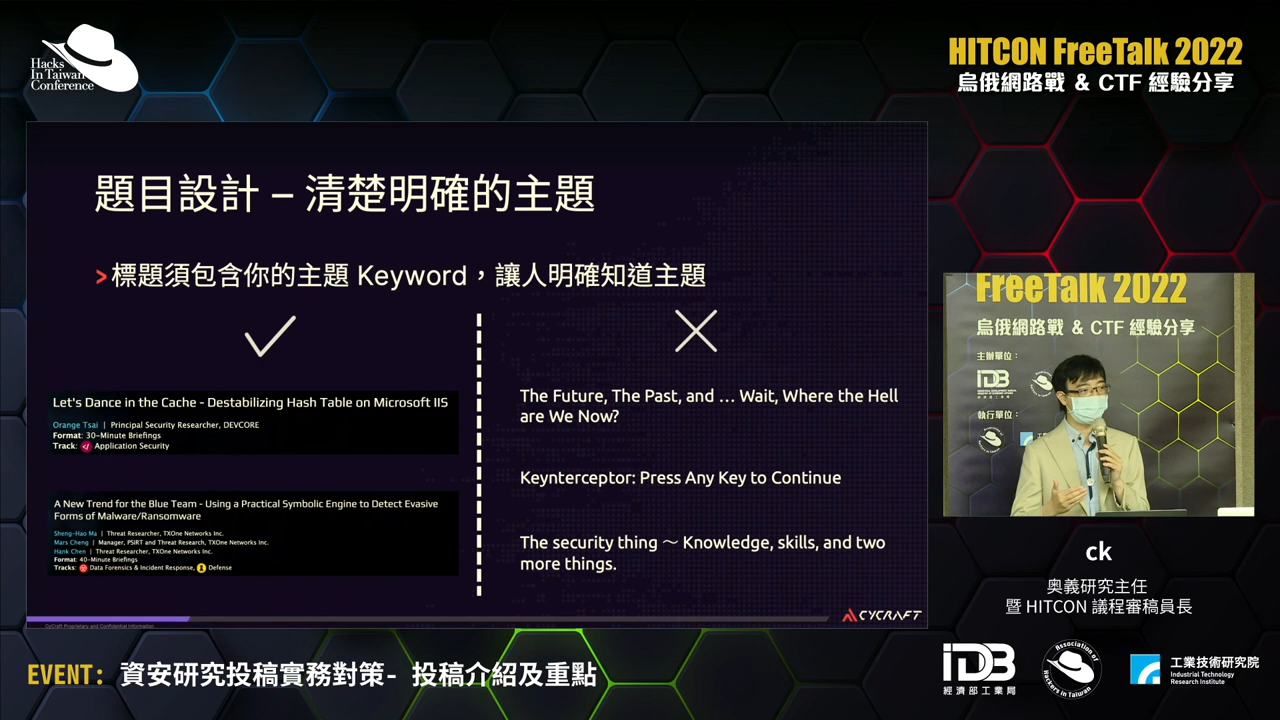 Hacks
In Taiwan
Conference
HITCON FreeTalk 2022
烏俄網路戰 & CTF 經驗分享
題目設計 – 清楚明確的主題
>標題須包含你的主題 Keyword,讓人明確知道主題
Let's Dance in the Cache - Destabilizing Hash Table on Microsoft IIS
Orange Tsai | Principal Security Researcher, DEVCORE
Format: 30-Minute Briefings
Track: Application Security
A New Trend for the Blue Team - Using a Practical Symbolic Engine to Detect Evasive
Forms of Malware/Ransomware
Sheng-Hao Ma | Threat Researcher, TXOne Networks Inc.
Mars Cheng | Manager, PSIRT and Threat Research, TXOne Networks Inc.
Hank Chen | Threat Researcher, TXOne Networks Inc.
Format: 40-Minute Briefings
Tracks: Data Forensics & Incident Response, Defense
The Future, The Past, and … Wait, Where the Hell
are We Now?
Keynterceptor: Press Any Key to Continue
The security thing ～ Knowledge, skills, and two
more things.
CyCraft Proprietary and Confidential Information
CYCRAFT
FreeTalk 2022
烏俄網路戰 & CTF 經驗分享
主辦單位：
IDB
執行單位：
ck
奧義研究主任
暨 HITCON 議程審稿員長
EVENT： 資安研究投稿實務對策- 投稿介紹及重點
IDB
經濟部工業局
Association of
Hackers in Taiwan
工業技術研究院
Industrial Technology
Research Institute